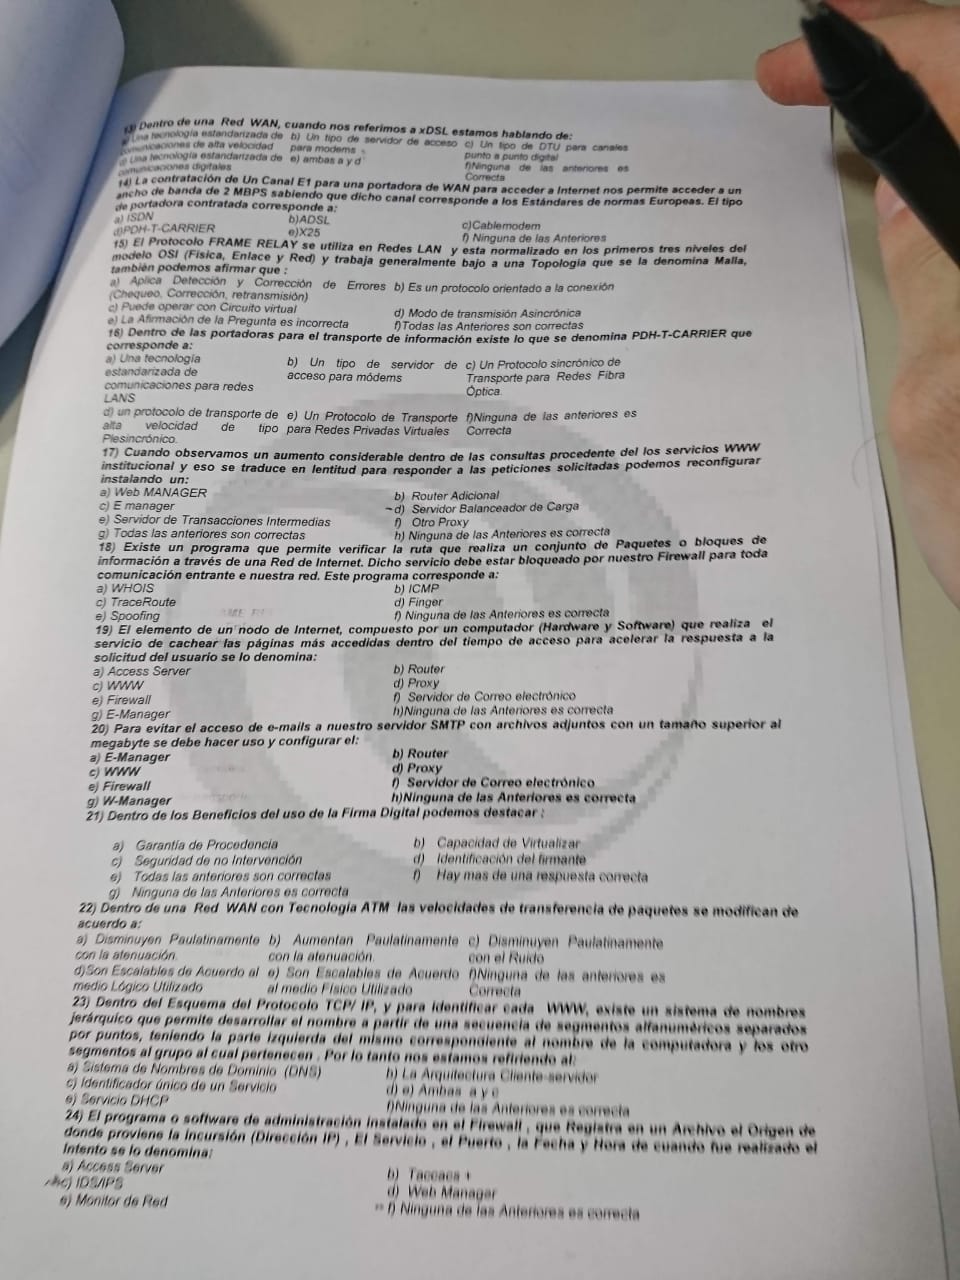 13) Dentro de una Red WAN, cuando nos referimos a xDSL estamos hablando de:
a) Una tecnología estandarizada de comunicaciones de alta velocidad
b) Un tipo de servidor de acceso para modems
c) Un tipo de DTU para canales punto a punto digital
d) Una tecnología estandarizada de comunicaciones digitales
e) ambas a y d
f)Ninguna de las anteriores es Correcta
14) La contratación de Un Canal E1 para una portadora de WAN para acceder a Internet nos permite acceder a un
ancho de banda de 2 MBPS sabiendo que dicho canal corresponde a los Estándares de normas Europeas. El tipo
de portadora contratada corresponde a:
a) ISDN
b)ADSL
c)Cablemodem
d)PDH-T-CARRIER
e)X25
f) Ninguna de las Anteriores
15) El Protocolo FRAME RELAY se utiliza en Redes LAN y esta normalizado en los primeros tres niveles del
modelo OSI (Física, Enlace y Red) y trabaja generalmente bajo a una Topología que se la denomina Malla,
también podemos afirmar que :
a) Aplica Detección y Corrección de Errores (Chequeo, Corrección, retransmisión)
b) Es un protocolo orientado a la conexión
c) Puede operar con Circuito virtual
d) Modo de transmisión Asincrónica
e) La Afirmación de la Pregunta es incorrecta
f)Todas las Anteriores son correctas
16) Dentro de las portadoras para el transporte de información existe lo que se denomina PDH-T-CARRIER que
corresponde a:
a) Una tecnología estandarizada de comunicaciones para redes LANS
b) Un tipo de servidor de acceso para módems
c) Un Protocolo sincrónico de Transporte para Redes Fibra Óptica.
d) un protocolo de transporte de alta velocidad de tipo Plesincrónico.
e) Un Protocolo de Transporte para Redes Privadas Virtuales
f)Ninguna de las anteriores es Correcta
17) Cuando observamos un aumento considerable dentro de las consultas procedente del los servicios WWW
institucional y eso se traduce en lentitud para responder a las peticiones solicitadas podemos reconfigurar
instalando un:
a) Web MANAGER
b) Router Adicional
c) E manager
d) Servidor Balanceador de Carga
e) Servidor de Transacciones Intermedias
f) Otro Proxy
g) Todas las anteriores son correctas
h) Ninguna de las Anteriores es correcta
18) Existe un programa que permite verificar la ruta que realiza un conjunto de Paquetes o bloques de
información a través de una Red de Internet. Dicho servicio debe estar bloqueado por nuestro Firewall para toda
comunicación entrante e nuestra red. Este programa corresponde a:
a) WHOIS
b) ICMP
c) TraceRoute
d) Finger
e) Spoofing
f) Ninguna de las Anteriores es correcta
19) El elemento de un nodo de Internet, compuesto por un computador (Hardware y Software) que realiza el
servicio de cachear las páginas más accedidas dentro del tiempo de acceso para acelerar la respuesta a la
solicitud del usuario se lo denomina:
a) Access Server
b) Router
c) WWW
d) Proxy
e) Firewall
f) Servidor de Correo electrónico
g) E-Manager
h)Ninguna de las Anteriores es correcta
20) Para evitar el acceso de e-mails a nuestro servidor SMTP con archivos adjuntos con un tamaño superior al
megabyte se debe hacer uso y configurar el:
a) E-Manager
b) Router
c) WWW
d) Proxy
e) Firewall
f) Servidor de Correo electrónico
g) W-Manager
h)Ninguna de las Anteriores es correcta
21) Dentro de los Beneficios del uso de la Firma Digital podemos destacar :
a) Garantía de Procedencia
b) Capacidad de Virtualizar
c) Seguridad de no Intervención
d) Identificación del firmante
e) Todas las anteriores son correctas
f) Hay mas de una respuesta correcta
g) Ninguna de las Anteriores es correcta
22) Dentro de una Red WAN con Tecnología ATM las velocidades de transferencia de paquetes se modifican de
acuerdo a:
a) Disminuyen Paulatinamente con la atenuación.
b) Aumentan Paulatinamente con la atenuación.
c) Disminuyen Paulatinamente con el Ruido
d)Son Escalables de Acuerdo al medio Lógico Utilizado
e) Son Escalables de Acuerdo al medio Físico Utilizado
f)Ninguna de las anteriores es Correcta
23) Dentro del Esquema del Protocolo TCP/ IP, y para identificar cada WWW, existe un sistema de nombres
jerárquico que permite desarrollar el nombre a partir de una secuencia de segmentos alfanuméricos separados
por puntos, teniendo la parte izquierda del mismo correspondiente al nombre de la computadora y los otro
segmentos al grupo al cual pertenecen . Por lo tanto nos estamos refiriendo al:
a) Sistema de Nombres de Dominio (DNS)
b) La Arquitectura Cliente-servidor
c) Identificador único de un Servicio
d) e) Ambas a y c
e) Servicio DHCP
f)Ninguna de las Anteriores es correcta
24) El programa o software de administración Instalado en el Firewall , que Registra en un Archivo el Origen de
donde proviene la Incursión (Dirección IP) , El Servicio , el Puerto , la Fecha y Hora de cuando fue realizado el
Intento se lo denomina:
a) Access Server
b) Taccacs +
c) IDS/IPS
d) Web Manager
e) Monitor de Red
f) Ninguna de las Anteriores es correcta